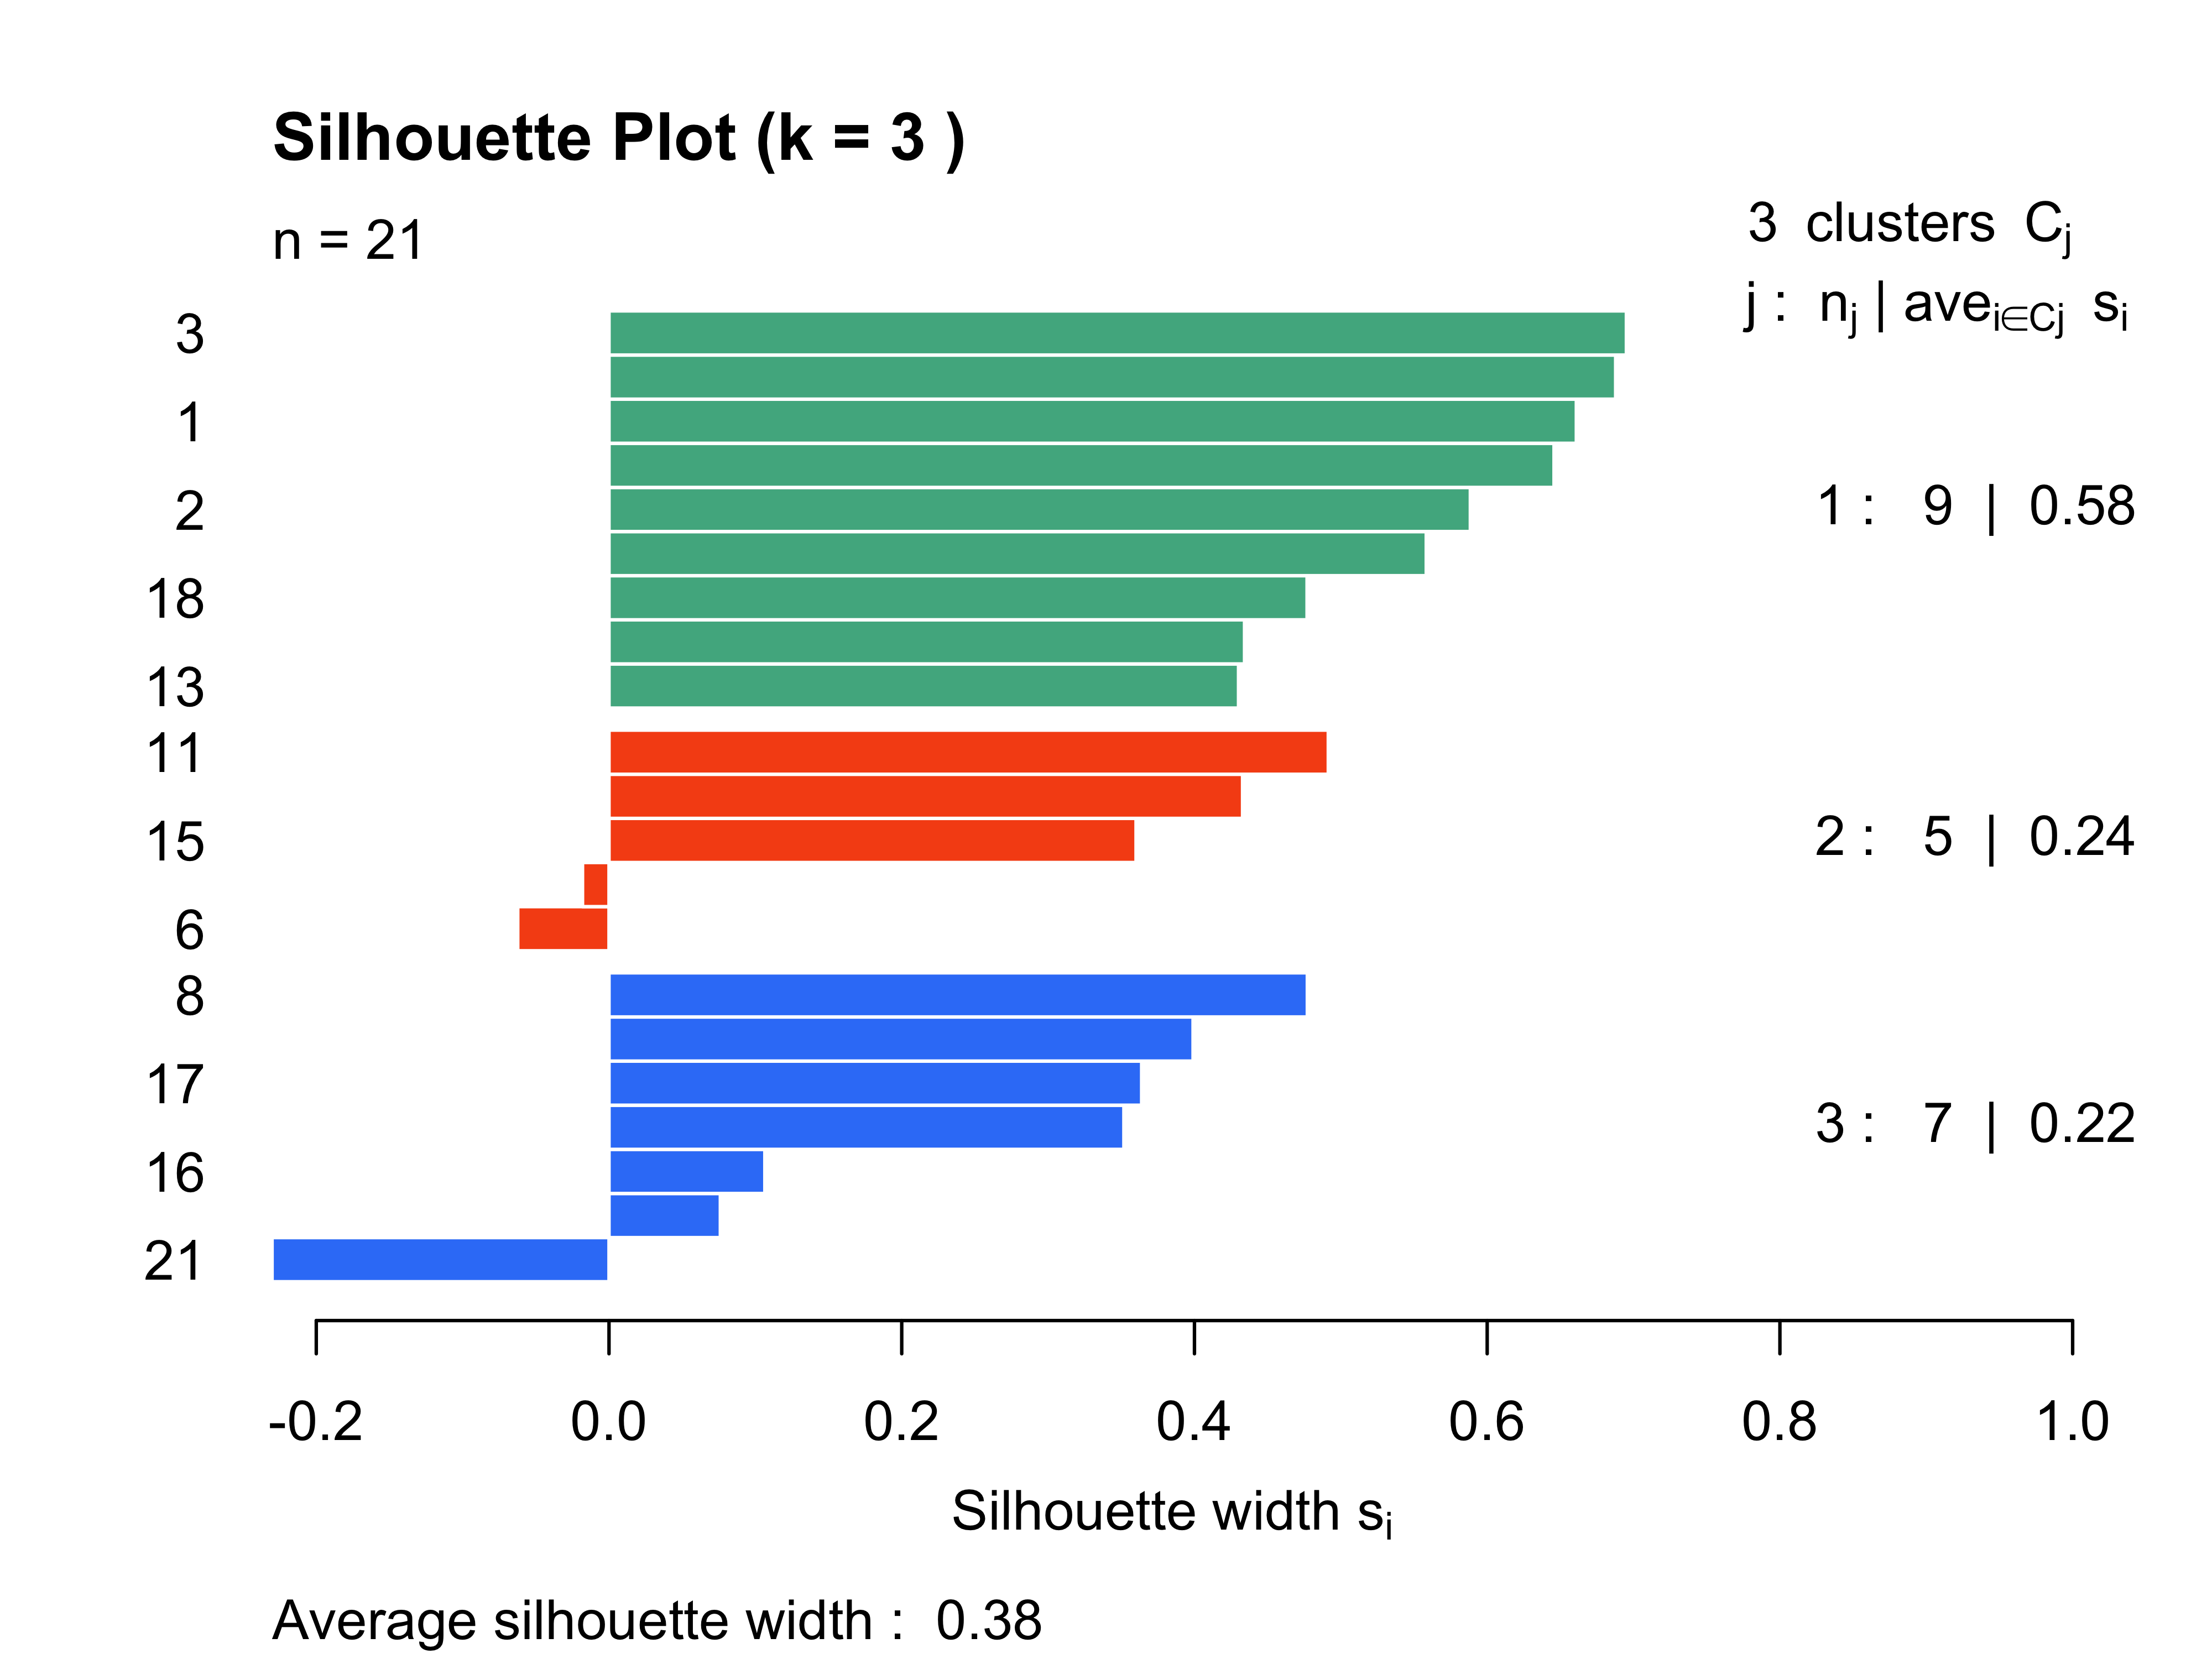 Silhouette Plot (k = 3 )
n = 21
3 clusters Cj
j : nj | avei∈Cj si
3
1
2
18
13
11
15
6
8
17
16
21
1 : 9 | 0.58
2 : 5 | 0.24
3 : 7 | 0.22
-0.2 0.0 0.2 0.4 0.6 0.8 1.0
Silhouette width si
Average silhouette width : 0.38